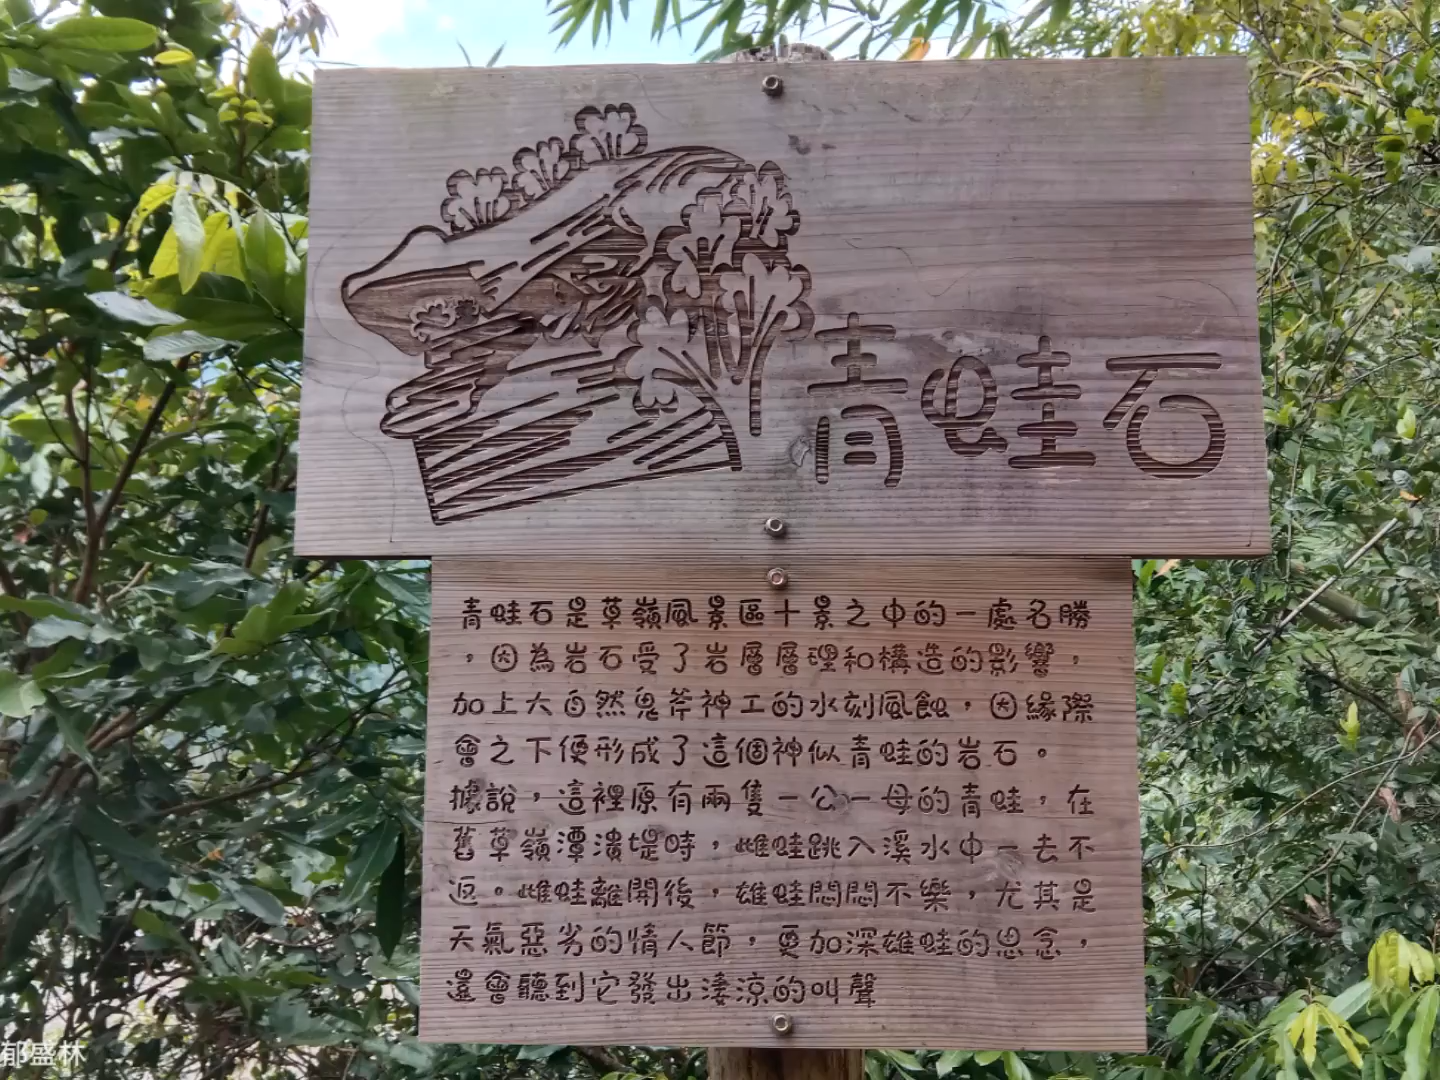 青蛙石
青蛙石是草嶺風景區十景之中的一處名勝
，因為岩石受了岩層層理和構造的影響，
加上大自然鬼斧神工的水刻風蝕，因緣際
會之下便形成了這個神似青蛙的岩石。
據說，這裡原有兩隻一公一母的青蛙，在
舊草嶺潭潰堤時，雌蛙跳入溪水中一去不
返。雌蛙離開後，雄蛙悶悶不樂，尤其是
天氣惡劣的情人節，更加深雄蛙的思念，
還會聽到它發出淒涼的叫聲
郁盛林